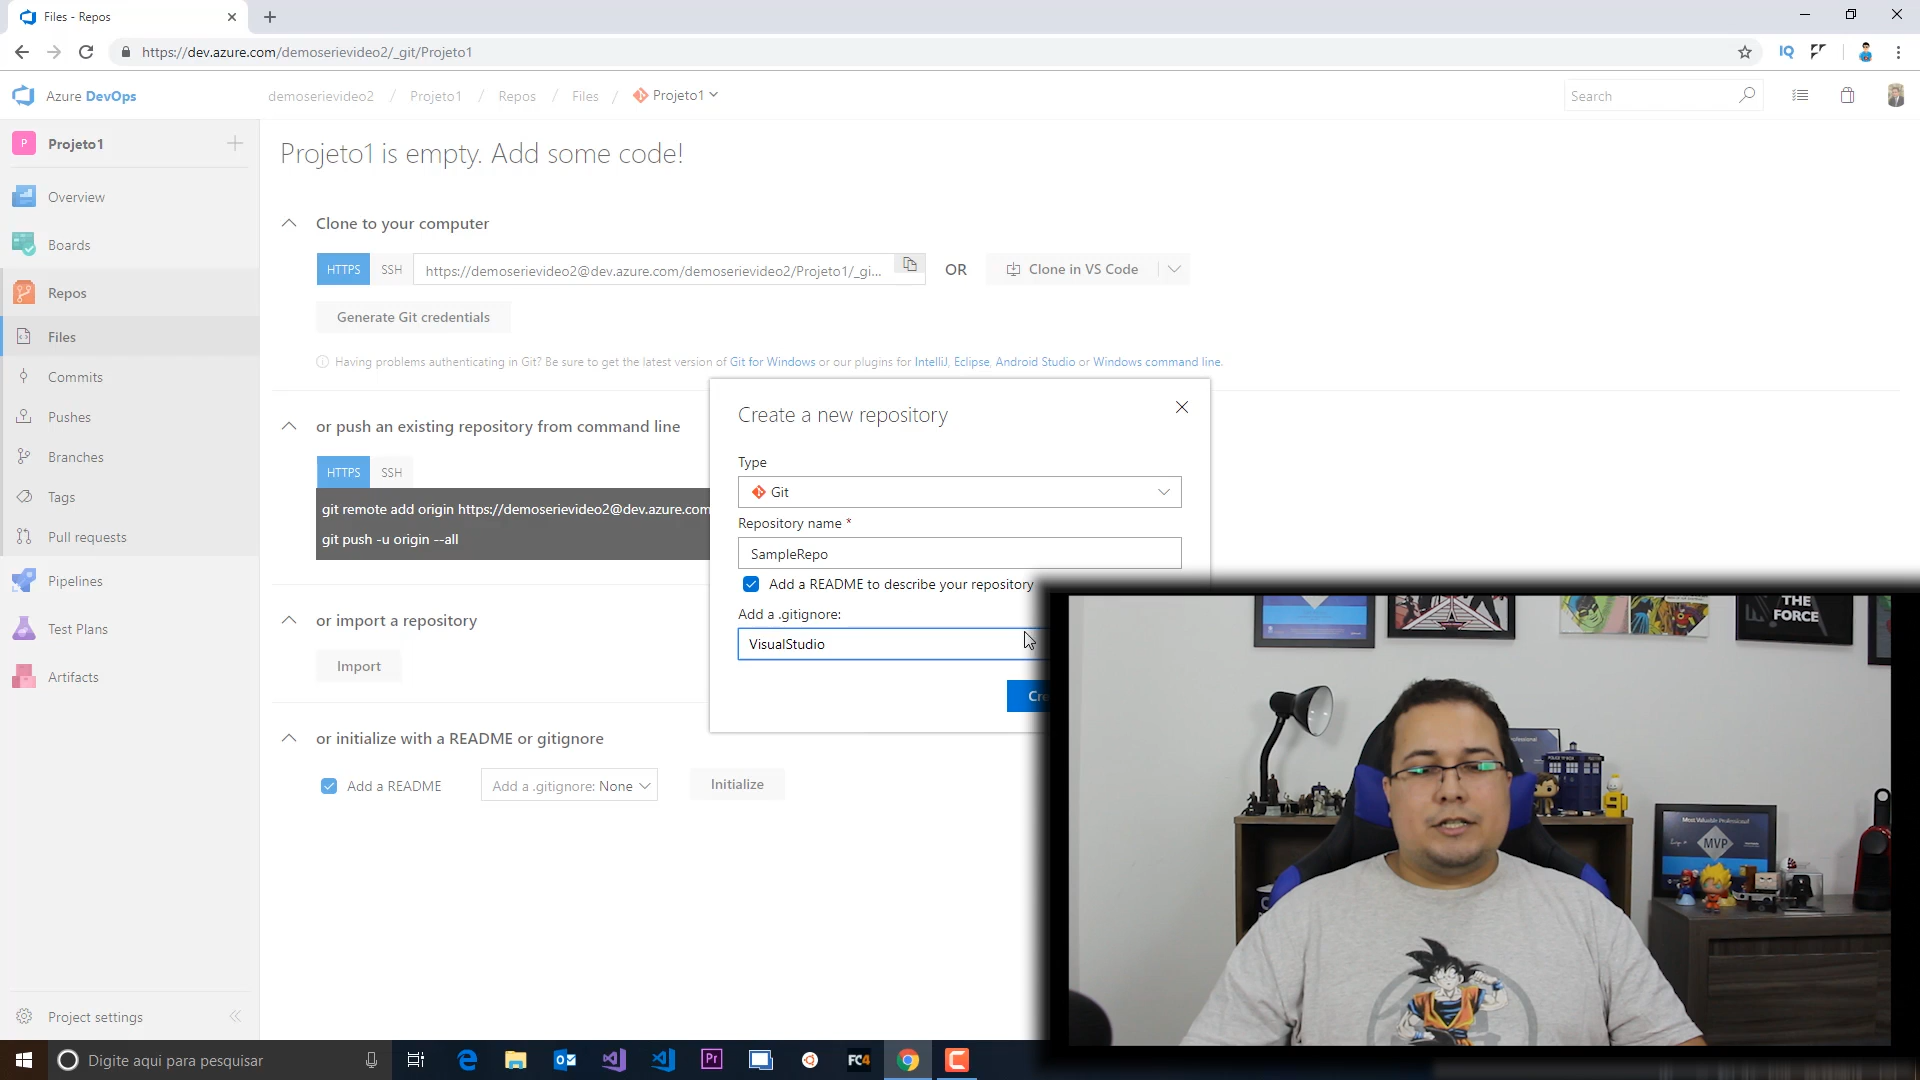 Files - Repos
https://dev.azure.com/demoserievideo2/_git/Projeto1
IQ
Azure DevOps
demoserievideo2 / Projeto1 / Repos / Files / Projeto1
Search
P Projeto1
Overview
Boards
Repos
Files
Commits
Pushes
Branches
Tags
Pull requests
Pipelines
Test Plans
Artifacts
Project settings
Projeto1 is empty. Add some code!
Clone to your computer
HTTPS SSH https://demoserievideo2@dev.azure.com/demoserievideo2/Projeto1/_gi... OR Clone in VS Code
Generate Git credentials
Having problems authenticating in Git? Be sure to get the latest version of Git for Windows or our plugins for IntelliJ, Eclipse, Android Studio or Windows command line.
or push an existing repository from command line
HTTPS SSH
git remote add origin https://demoserievideo2@dev.azure.com
git push -u origin --all
or import a repository
Import
or initialize with a README or gitignore
Add a README Add a .gitignore: None Initialize
Create a new repository
Type
Git
Repository name *
SampleRepo
Add a README to describe your repository
Add a .gitignore:
VisualStudio
Cre
THE
FORCE
Most Valuable Professional
MVP
Digite aqui para pesquisar
Pr
FC4